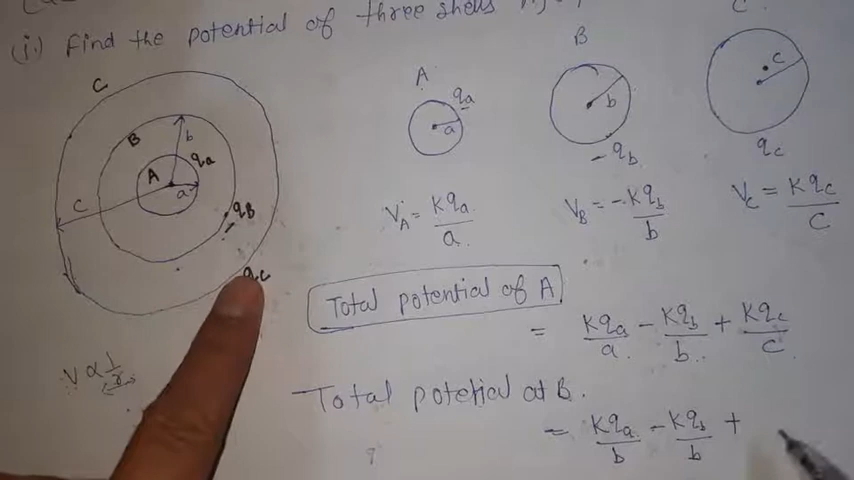 (i) Find the potential of three shells
C
B
b
A
qa
a
C
qB
qc
A
qa
a
B
b
- qb
C
c
qc
VA = Kqa/a
VB = -Kqb/b
VC = Kqc/c
Total potential of A
= Kqa/a - Kqb/b + Kqc/c
V ∝ 1/r
Total potetial at B.
= Kqa/b - Kqb/b +